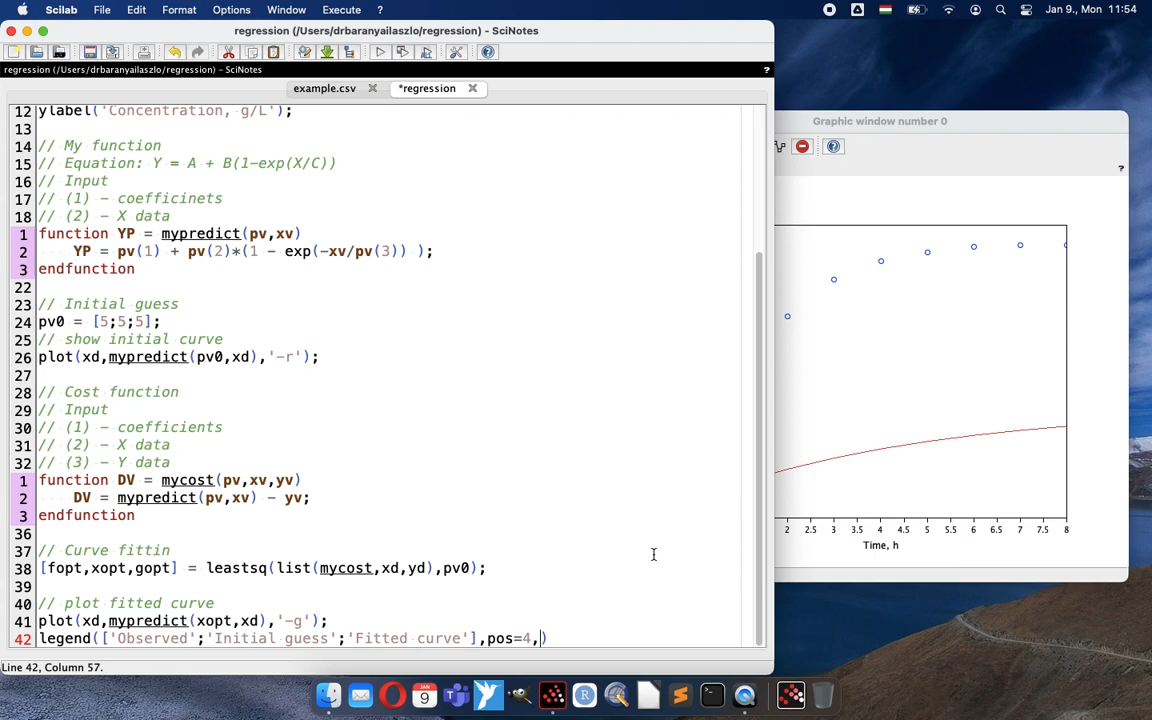 Scilab File Edit Format Options Window Execute ? Jan 9., Mon 11:54
regression (/Users/drbaranyailaszlo/regression) - SciNotes
regression (/Users/drbaranyailaszlo/regression) - SciNotes ?
example.csv *regression
12 ylabel('Concentration, g/L');
13
14 // My function
15 // Equation: Y = A + B(1-exp(X/C))
16 // Input
17 // (1) - coefficinets
18 // (2) - X data
1 function YP = mypredict(pv,xv)
2 YP = pv(1) + pv(2)*(1 - exp(-xv/pv(3)) );
3 endfunction
22
23 // Initial guess
24 pv0 = [5;5;5];
25 // show initial curve
26 plot(xd,mypredict(pv0,xd),'-r');
27
28 // Cost function
29 // Input
30 // (1) - coefficients
31 // (2) - X data
32 // (3) - Y data
1 function DV = mycost(pv,xv,yv)
2 DV = mypredict(pv,xv) - yv;
3 endfunction
36
37 // Curve fittin
38 [fopt,xopt,gopt] = leastsq(list(mycost,xd,yd),pv0);
39
40 // plot fitted curve
41 plot(xd,mypredict(xopt,xd),'-g');
42 legend(['Observed';'Initial guess';'Fitted curve'],pos=4,)
Line 42, Column 57.
Graphic window number 0
?
2 2.5 3 3.5 4 4.5 5 5.5 6 6.5 7 7.5 8
Time, h
JAN
9